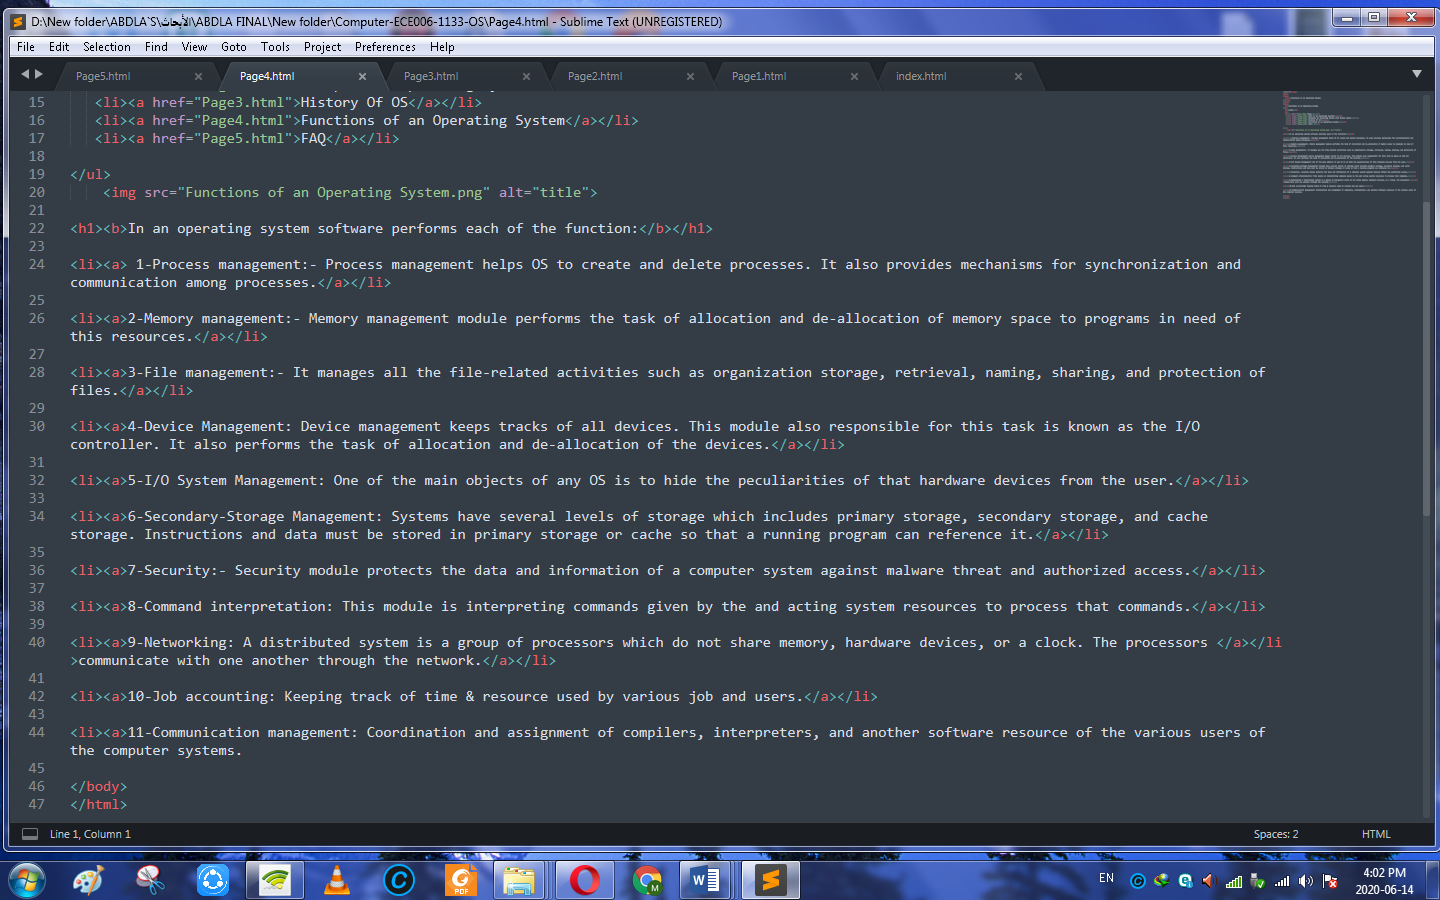 D:\New folder\ABDLA`S\الأبحاث\ABDLA FINAL\New folder\Computer-ECE006-1133-OS\Page4.html - Sublime Text (UNREGISTERED)
File Edit Selection Find View Goto Tools Project Preferences Help
Page5.html Page4.html Page3.html Page2.html Page1.html index.html
15 <li><a href="Page3.html">History Of OS</a></li>
16 <li><a href="Page4.html">Functions of an Operating System</a></li>
17 <li><a href="Page5.html">FAQ</a></li>
18
19 </ul>
20 <img src="Functions of an Operating System.png" alt="title">
21
22 <h1><b>In an operating system software performs each of the function:</b></h1>
23
24 <li><a> 1-Process management:- Process management helps OS to create and delete processes. It also provides mechanisms for synchronization and
communication among processes.</a></li>
25
26 <li><a>2-Memory management:- Memory management module performs the task of allocation and de-allocation of memory space to programs in need of
this resources.</a></li>
27
28 <li><a>3-File management:- It manages all the file-related activities such as organization storage, retrieval, naming, sharing, and protection of
files.</a></li>
29
30 <li><a>4-Device Management: Device management keeps tracks of all devices. This module also responsible for this task is known as the I/O
controller. It also performs the task of allocation and de-allocation of the devices.</a></li>
31
32 <li><a>5-I/O System Management: One of the main objects of any OS is to hide the peculiarities of that hardware devices from the user.</a></li>
33
34 <li><a>6-Secondary-Storage Management: Systems have several levels of storage which includes primary storage, secondary storage, and cache
storage. Instructions and data must be stored in primary storage or cache so that a running program can reference it.</a></li>
35
36 <li><a>7-Security:- Security module protects the data and information of a computer system against malware threat and authorized access.</a></li>
37
38 <li><a>8-Command interpretation: This module is interpreting commands given by the and acting system resources to process that commands.</a></li>
39
40 <li><a>9-Networking: A distributed system is a group of processors which do not share memory, hardware devices, or a clock. The processors </a></li
>communicate with one another through the network.</a></li>
41
42 <li><a>10-Job accounting: Keeping track of time & resource used by various job and users.</a></li>
43
44 <li><a>11-Communication management: Coordination and assignment of compilers, interpreters, and another software resource of the various users of
the computer systems.
45
46 </body>
47 </html>
Line 1, Column 1 Spaces: 2 HTML
PDF
M
W
EN
4:02 PM
2020-06-14